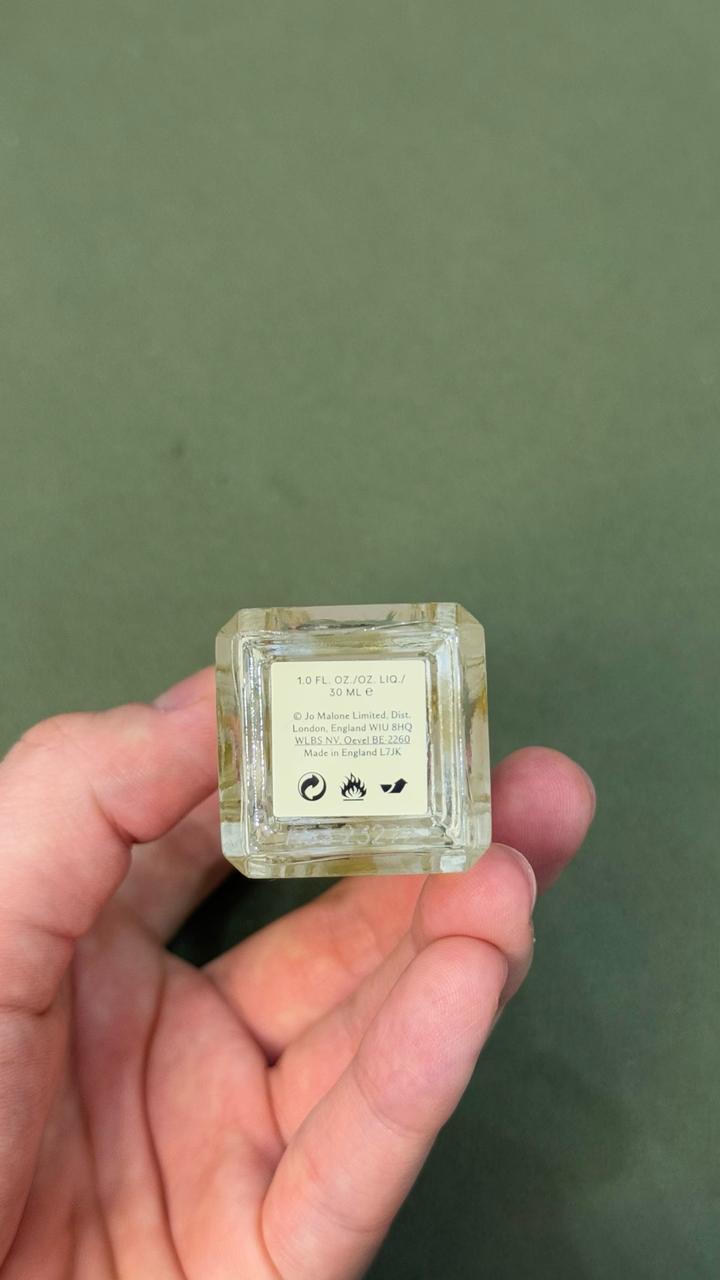 1.0 FL. OZ./OZ. LIQ./
30 ML ℮
© Jo Malone Limited, Dist.
London, England W1U 8HQ
WLBS NV, Oevel BE-2260
Made in England L7JK